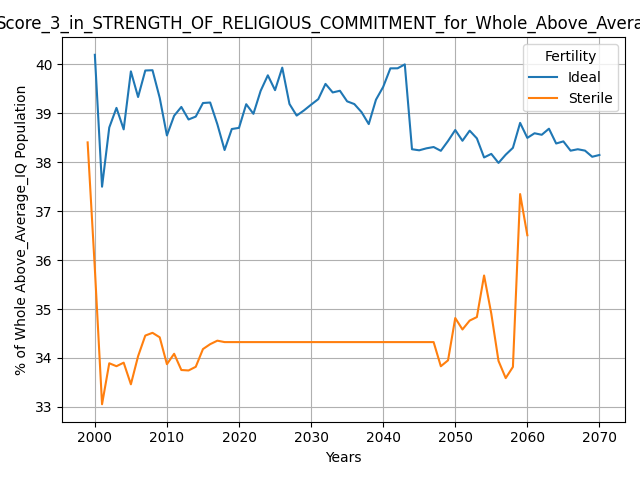 Score_3_in_STRENGTH_OF_RELIGIOUS_COMMITMENT_for_Whole_Above_Avera
Fertility
Ideal
Sterile
% of Whole Above_Average_IQ Population
40
39
38
37
36
35
34
33
2000
2010
2020
2030
2040
2050
2060
2070
Years